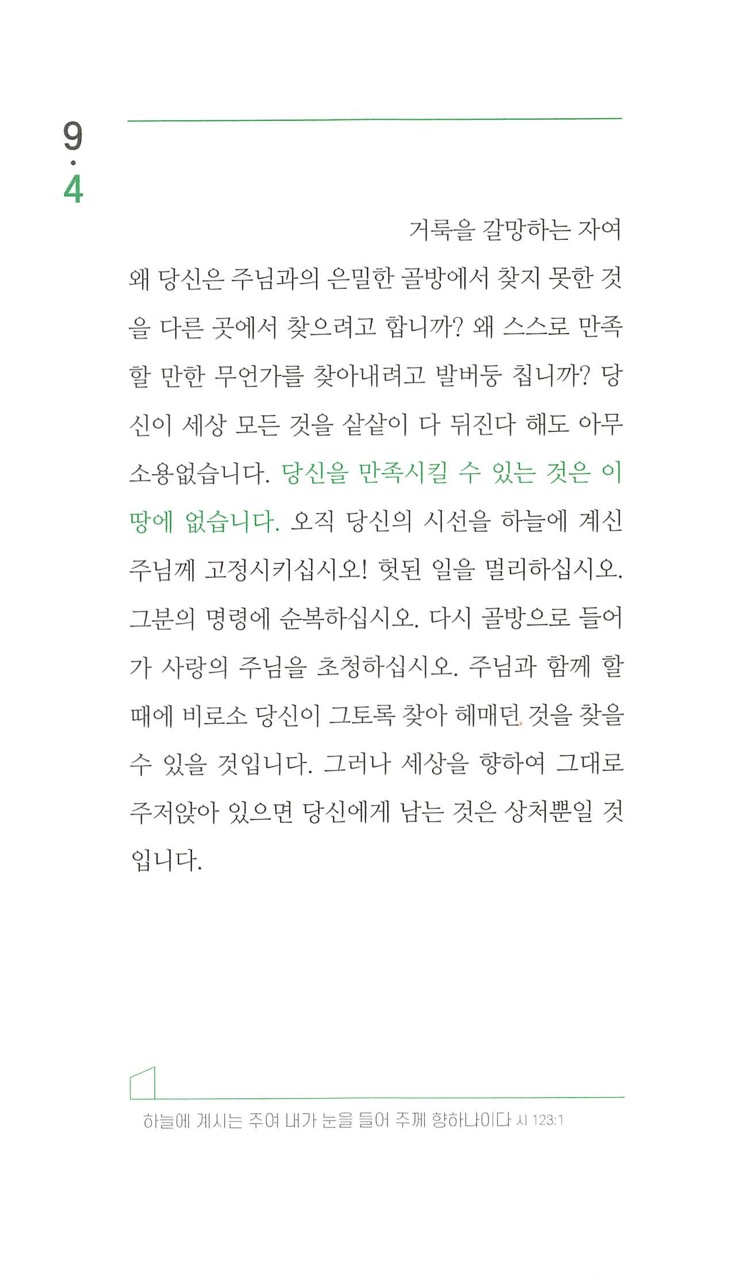 9
·
4
거룩을 갈망하는 자여
왜 당신은 주님과의 은밀한 골방에서 찾지 못한 것
을 다른 곳에서 찾으려고 합니까? 왜 스스로 만족
할 만한 무언가를 찾아내려고 발버둥 칩니까? 당
신이 세상 모든 것을 샅샅이 다 뒤진다 해도 아무
소용없습니다. 당신을 만족시킬 수 있는 것은 이
땅에 없습니다. 오직 당신의 시선을 하늘에 계신
주님께 고정시키십시오! 헛된 일을 멀리하십시오.
그분의 명령에 순복하십시오. 다시 골방으로 들어
가 사랑의 주님을 초청하십시오. 주님과 함께 할
때에 비로소 당신이 그토록 찾아 헤매던 것을 찾을
수 있을 것입니다. 그러나 세상을 향하여 그대로
주저앉아 있으면 당신에게 남는 것은 상처뿐일 것
입니다.
하늘에 계시는 주여 내가 눈을 들어 주께 향하나이다 시 123:1